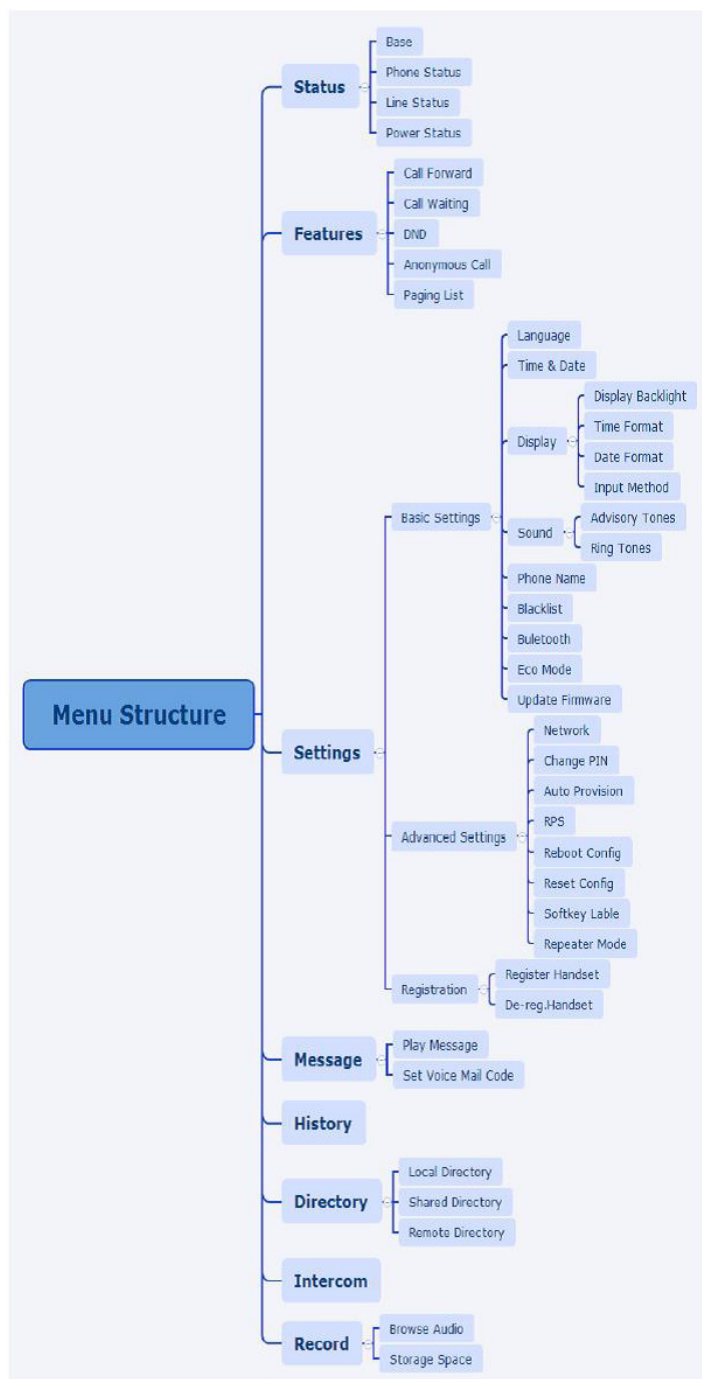 Menu Structure
Status
Base
Phone Status
Line Status
Power Status
Features
Call Forward
Call Waiting
DND
Anonymous Call
Paging List
Settings
Basic Settings
Language
Time & Date
Display
Display Backlight
Time Format
Date Format
Input Method
Sound
Advisory Tones
Ring Tones
Phone Name
Blacklist
Buletooth
Eco Mode
Update Firmware
Advanced Settings
Network
Change PIN
Auto Provision
RPS
Reboot Config
Reset Config
Softkey Lable
Repeater Mode
Registration
Register Handset
De-reg.Handset
Message
Play Message
Set Voice Mail Code
History
Directory
Local Directory
Shared Directory
Remote Directory
Intercom
Record
Browse Audio
Storage Space